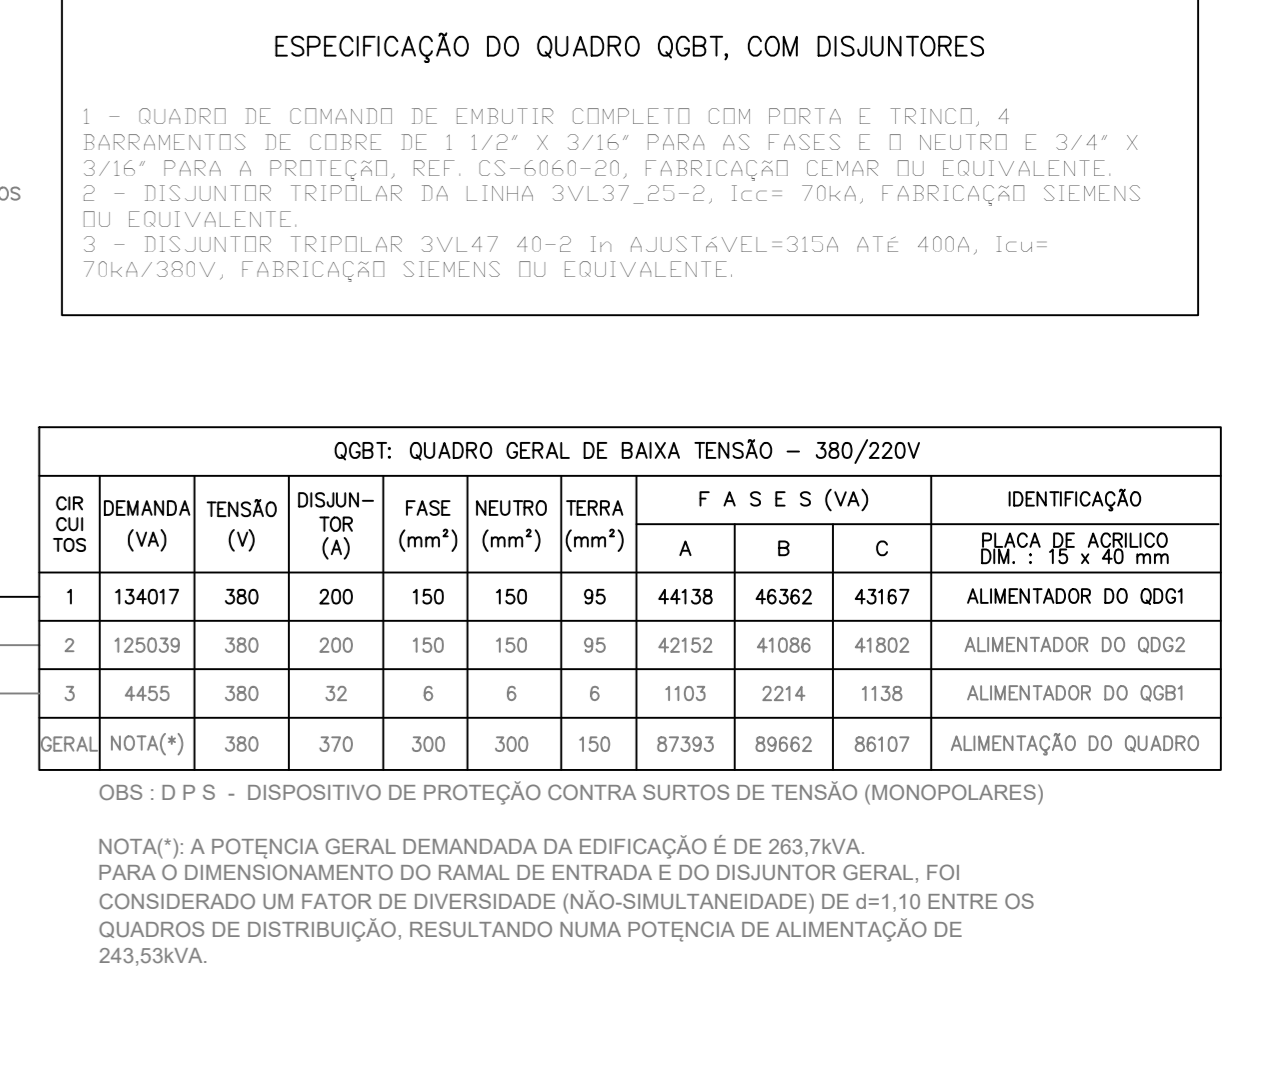 ESPECIFICAÇÃO DO QUADRO QGBT, COM DISJUNTORES
1 - QUADRO DE COMANDO DE EMBUTIR COMPLETO COM PORTA E TRINCO, 4
BARRAMENTOS DE COBRE DE 1 1/2" X 3/16" PARA AS FASES E O NEUTRO E 3/4" X
3/16" PARA A PROTEÇãO, REF. CS-6060-20, FABRICAÇãO CEMAR OU EQUIVALENTE.
OS
2 - DISJUNTOR TRIPOLAR DA LINHA 3VL37_25-2, Icc= 70kA, FABRICAÇãO SIEMENS
OU EQUIVALENTE.
3 - DISJUNTOR TRIPOLAR 3VL47 40-2 In AJUSTáVEL=315A ATé 400A, Icu=
70kA/380V, FABRICAÇãO SIEMENS OU EQUIVALENTE.
QGBT: QUADRO GERAL DE BAIXA TENSÃO - 380/220V
CIR CUI TOS DEMANDA (VA) TENSÃO (V) DISJUN- TOR (A) FASE (mm²) NEUTRO (mm²) TERRA (mm²) F A S E S (VA) IDENTIFICAÇÃO
A B C PLACA DE ACRILICO
DIM. : 15 x 40 mm
1 134017 380 200 150 150 95 44138 46362 43167 ALIMENTADOR DO QDG1
2 125039 380 200 150 150 95 42152 41086 41802 ALIMENTADOR DO QDG2
3 4455 380 32 6 6 6 1103 2214 1138 ALIMENTADOR DO QGB1
GERAL NOTA(*) 380 370 300 300 150 87393 89662 86107 ALIMENTAÇÃO DO QUADRO
OBS : D P S - DISPOSITIVO DE PROTEÇĂO CONTRA SURTOS DE TENSĂO (MONOPOLARES)
NOTA(*): A POTĘNCIA GERAL DEMANDADA DA EDIFICAÇĂO É DE 263,7kVA.
PARA O DIMENSIONAMENTO DO RAMAL DE ENTRADA E DO DISJUNTOR GERAL, FOI
CONSIDERADO UM FATOR DE DIVERSIDADE (NĂO-SIMULTANEIDADE) DE d=1,10 ENTRE OS
QUADROS DE DISTRIBUIÇĂO, RESULTANDO NUMA POTĘNCIA DE ALIMENTAÇĂO DE
243,53kVA.